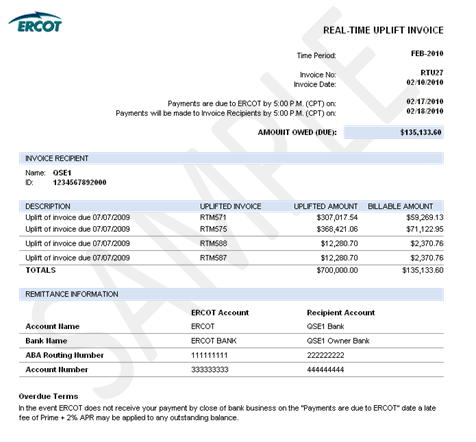 ERCOT
REAL-TIME UPLIFT INVOICE
Time Period: FEB-2010
Invoice No: RTU27
Invoice Date: 02/10/2010
Payments are due to ERCOT by 5:00 P.M. (CPT) on: 02/17/2010
Payments will be made to Invoice Recipients by 5:00 P.M. (CPT) on: 02/18/2010
AMOUNT OWED (DUE): $135,133.60
INVOICE RECIPIENT
Name: QSE1
ID: 1234567892000
DESCRIPTION UPLIFTED INVOICE UPLIFTED AMOUNT BILLABLE AMOUNT
Uplift of invoice due 07/07/2009 RTM571 $307,017.54 $59,269.13
Uplift of invoice due 07/07/2009 RTM575 $368,421.06 $71,122.95
Uplift of invoice due 07/07/2009 RTM588 $12,280.70 $2,370.76
Uplift of invoice due 07/07/2009 RTM587 $12,280.70 $2,370.76
TOTALS $700,000.00 $135,133.60
REMITTANCE INFORMATION
ERCOT Account Recipient Account
Account Name ERCOT QSE1 Bank
Bank Name ERCOT BANK QSE1 Owner Bank
ABA Routing Number 111111111 222222222
Account Number 333333333 444444444
Overdue Terms
In the event ERCOT does not receive your payment by close of bank business on the "Payments are due to ERCOT" date a late
fee of Prime + 2% APR may be applied to any outstanding balance.
SAMPLE